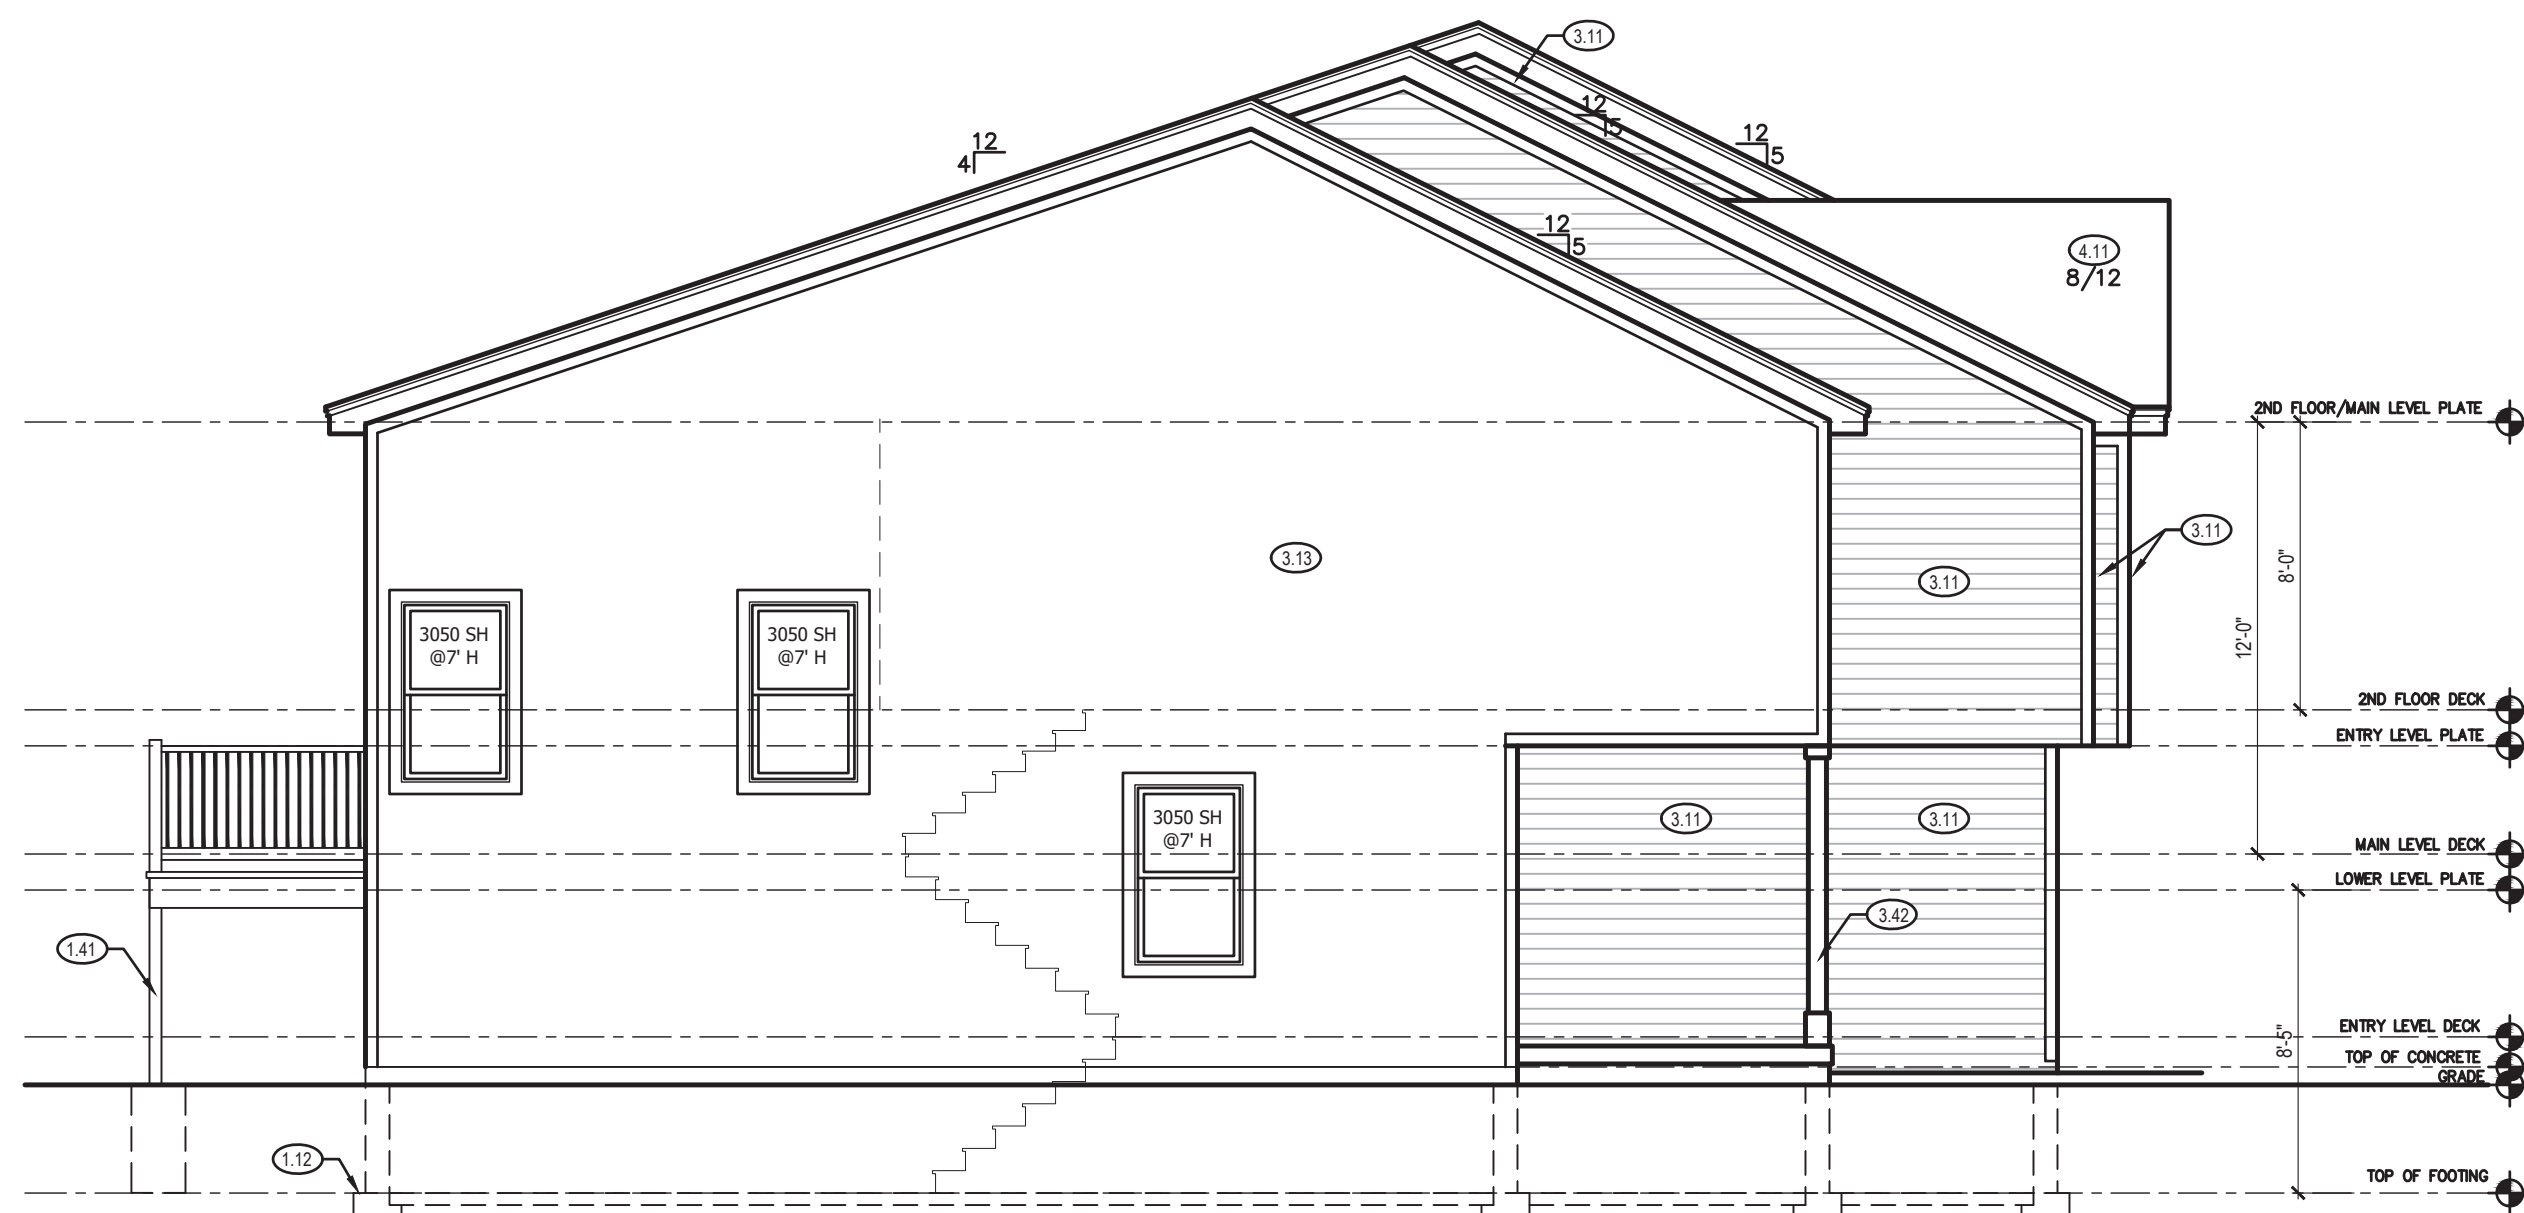 3.11
12
5
12
5
12
4
12
5
4.11
8/12
2ND FLOOR/MAIN LEVEL PLATE
3.13
3.11
3.11
8'-0"
12'-0"
3050 SH
@7' H
3050 SH
@7' H
2ND FLOOR DECK
ENTRY LEVEL PLATE
3050 SH
@7' H
3.11
3.11
MAIN LEVEL DECK
LOWER LEVEL PLATE
3.42
1.41
ENTRY LEVEL DECK
8'-5"
TOP OF CONCRETE
GRADE
1.12
TOP OF FOOTING